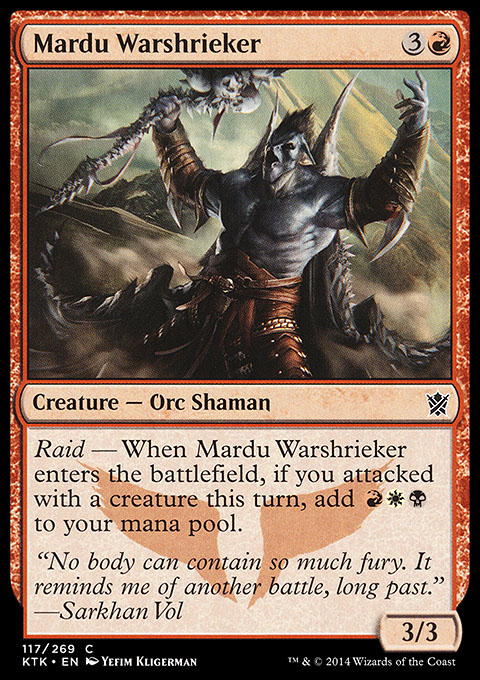 Mardu Warshrieker 3
Creature — Orc Shaman
Raid — When Mardu Warshrieker
enters the battlefield, if you attacked
with a creature this turn, add
to your mana pool.
“No body can contain so much fury. It
reminds me of another battle, long past.”
—Sarkhan Vol
3/3
117/269 C
KTK • EN Yefim Kligerman
™ & © 2014 Wizards of the Coast